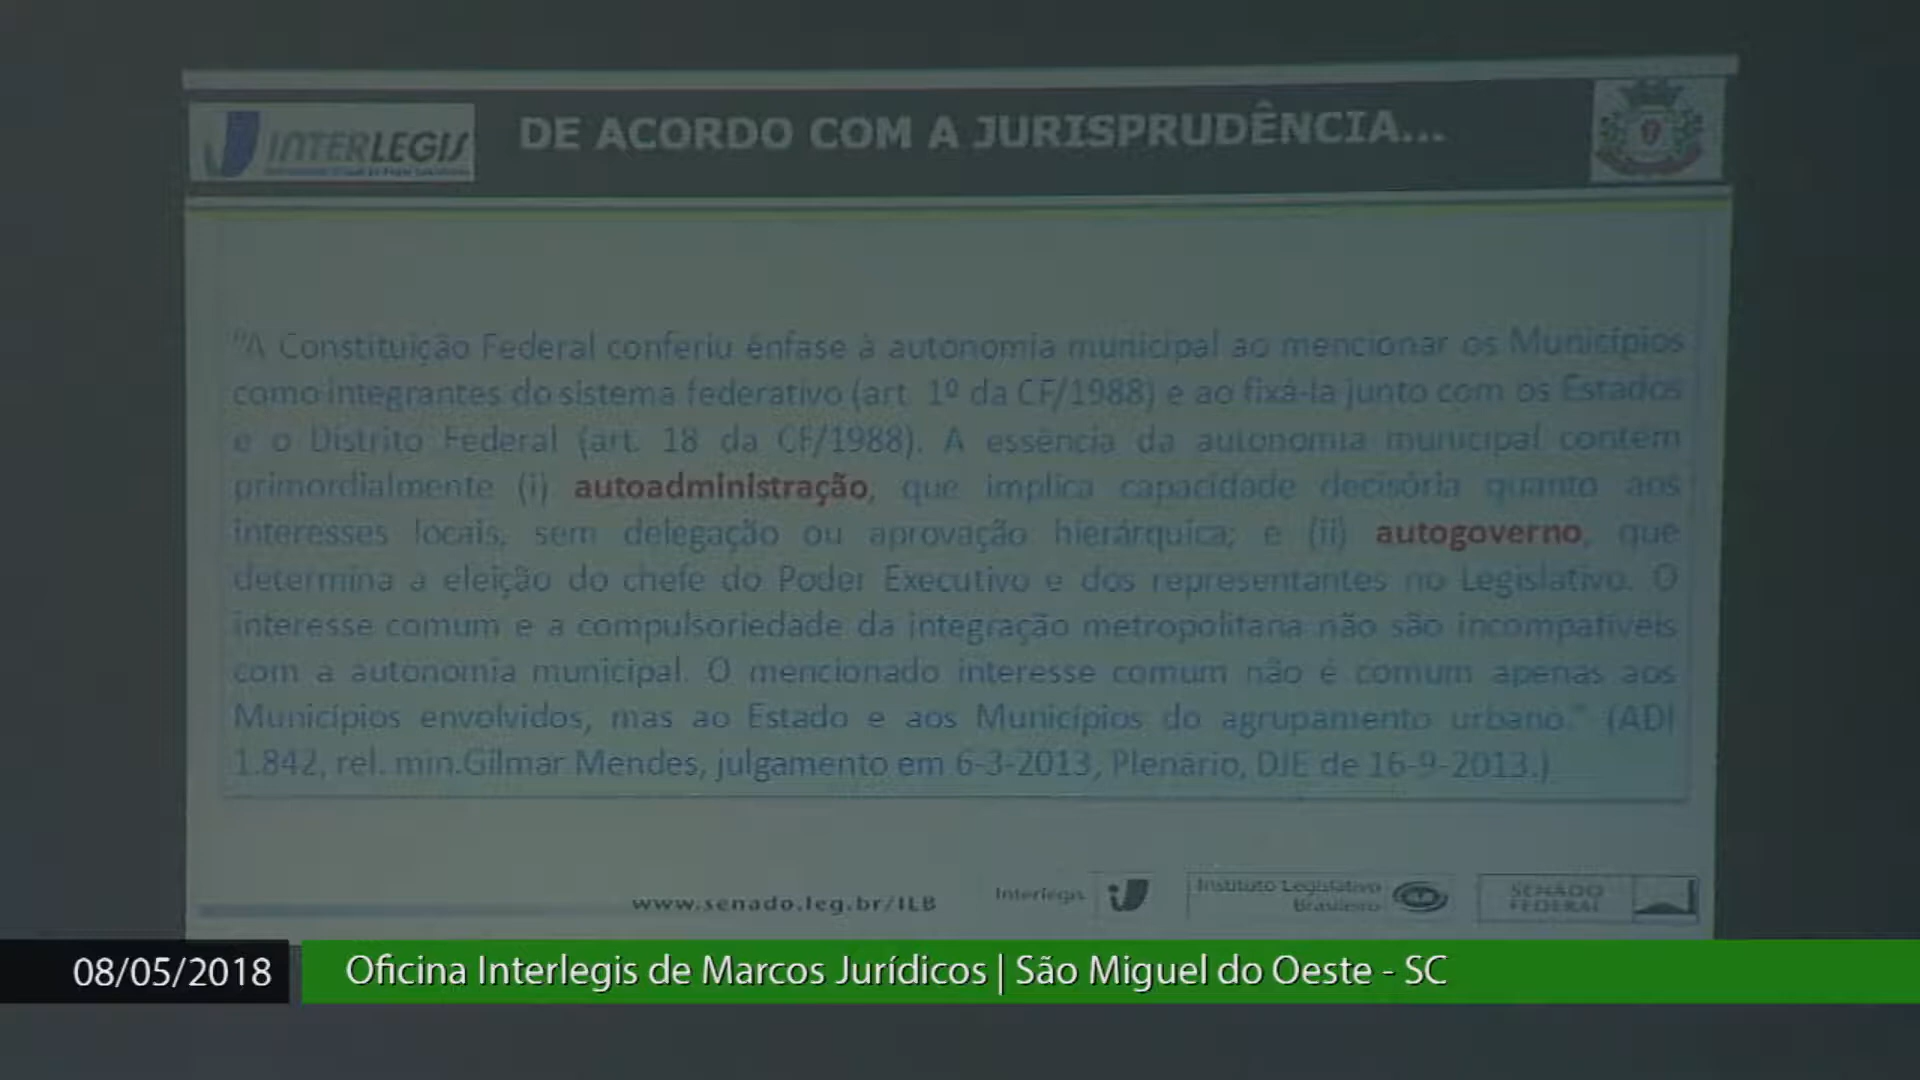 INTERLEGIS
DE ACORDO COM A JURISPRUDÊNCIA...
"A Constituição Federal conferiu ênfase à autonomia municipal ao mencionar os Municípios
como integrantes do sistema federativo (art. 1º da CF/1988) e ao fixá-la junto com os Estados
e o Distrito Federal (art. 18 da CF/1988). A essência da autonomia municipal contém
primordialmente (i) autoadministração, que implica capacidade decisória quanto aos
interesses locais, sem delegação ou aprovação hierárquica; e (ii) autogoverno, que
determina a eleição do chefe do Poder Executivo e dos representantes no Legislativo. O
interesse comum e a compulsoriedade da integração metropolitana não são incompatíveis
com a autonomia municipal. O mencionado interesse comum não é comum apenas aos
Municípios envolvidos, mas ao Estado e aos Municípios do agrupamento urbano." (ADI
1.842, rel. min.Gilmar Mendes, julgamento em 6-3-2013, Plenário, DJE de 16-9-2013.)
www.senado.leg.br/ILB
Interlegis
Instituto Legislativo
Brasileiro
SENADO
FEDERAL
08/05/2018
Oficina Interlegis de Marcos Jurídicos | São Miguel do Oeste - SC